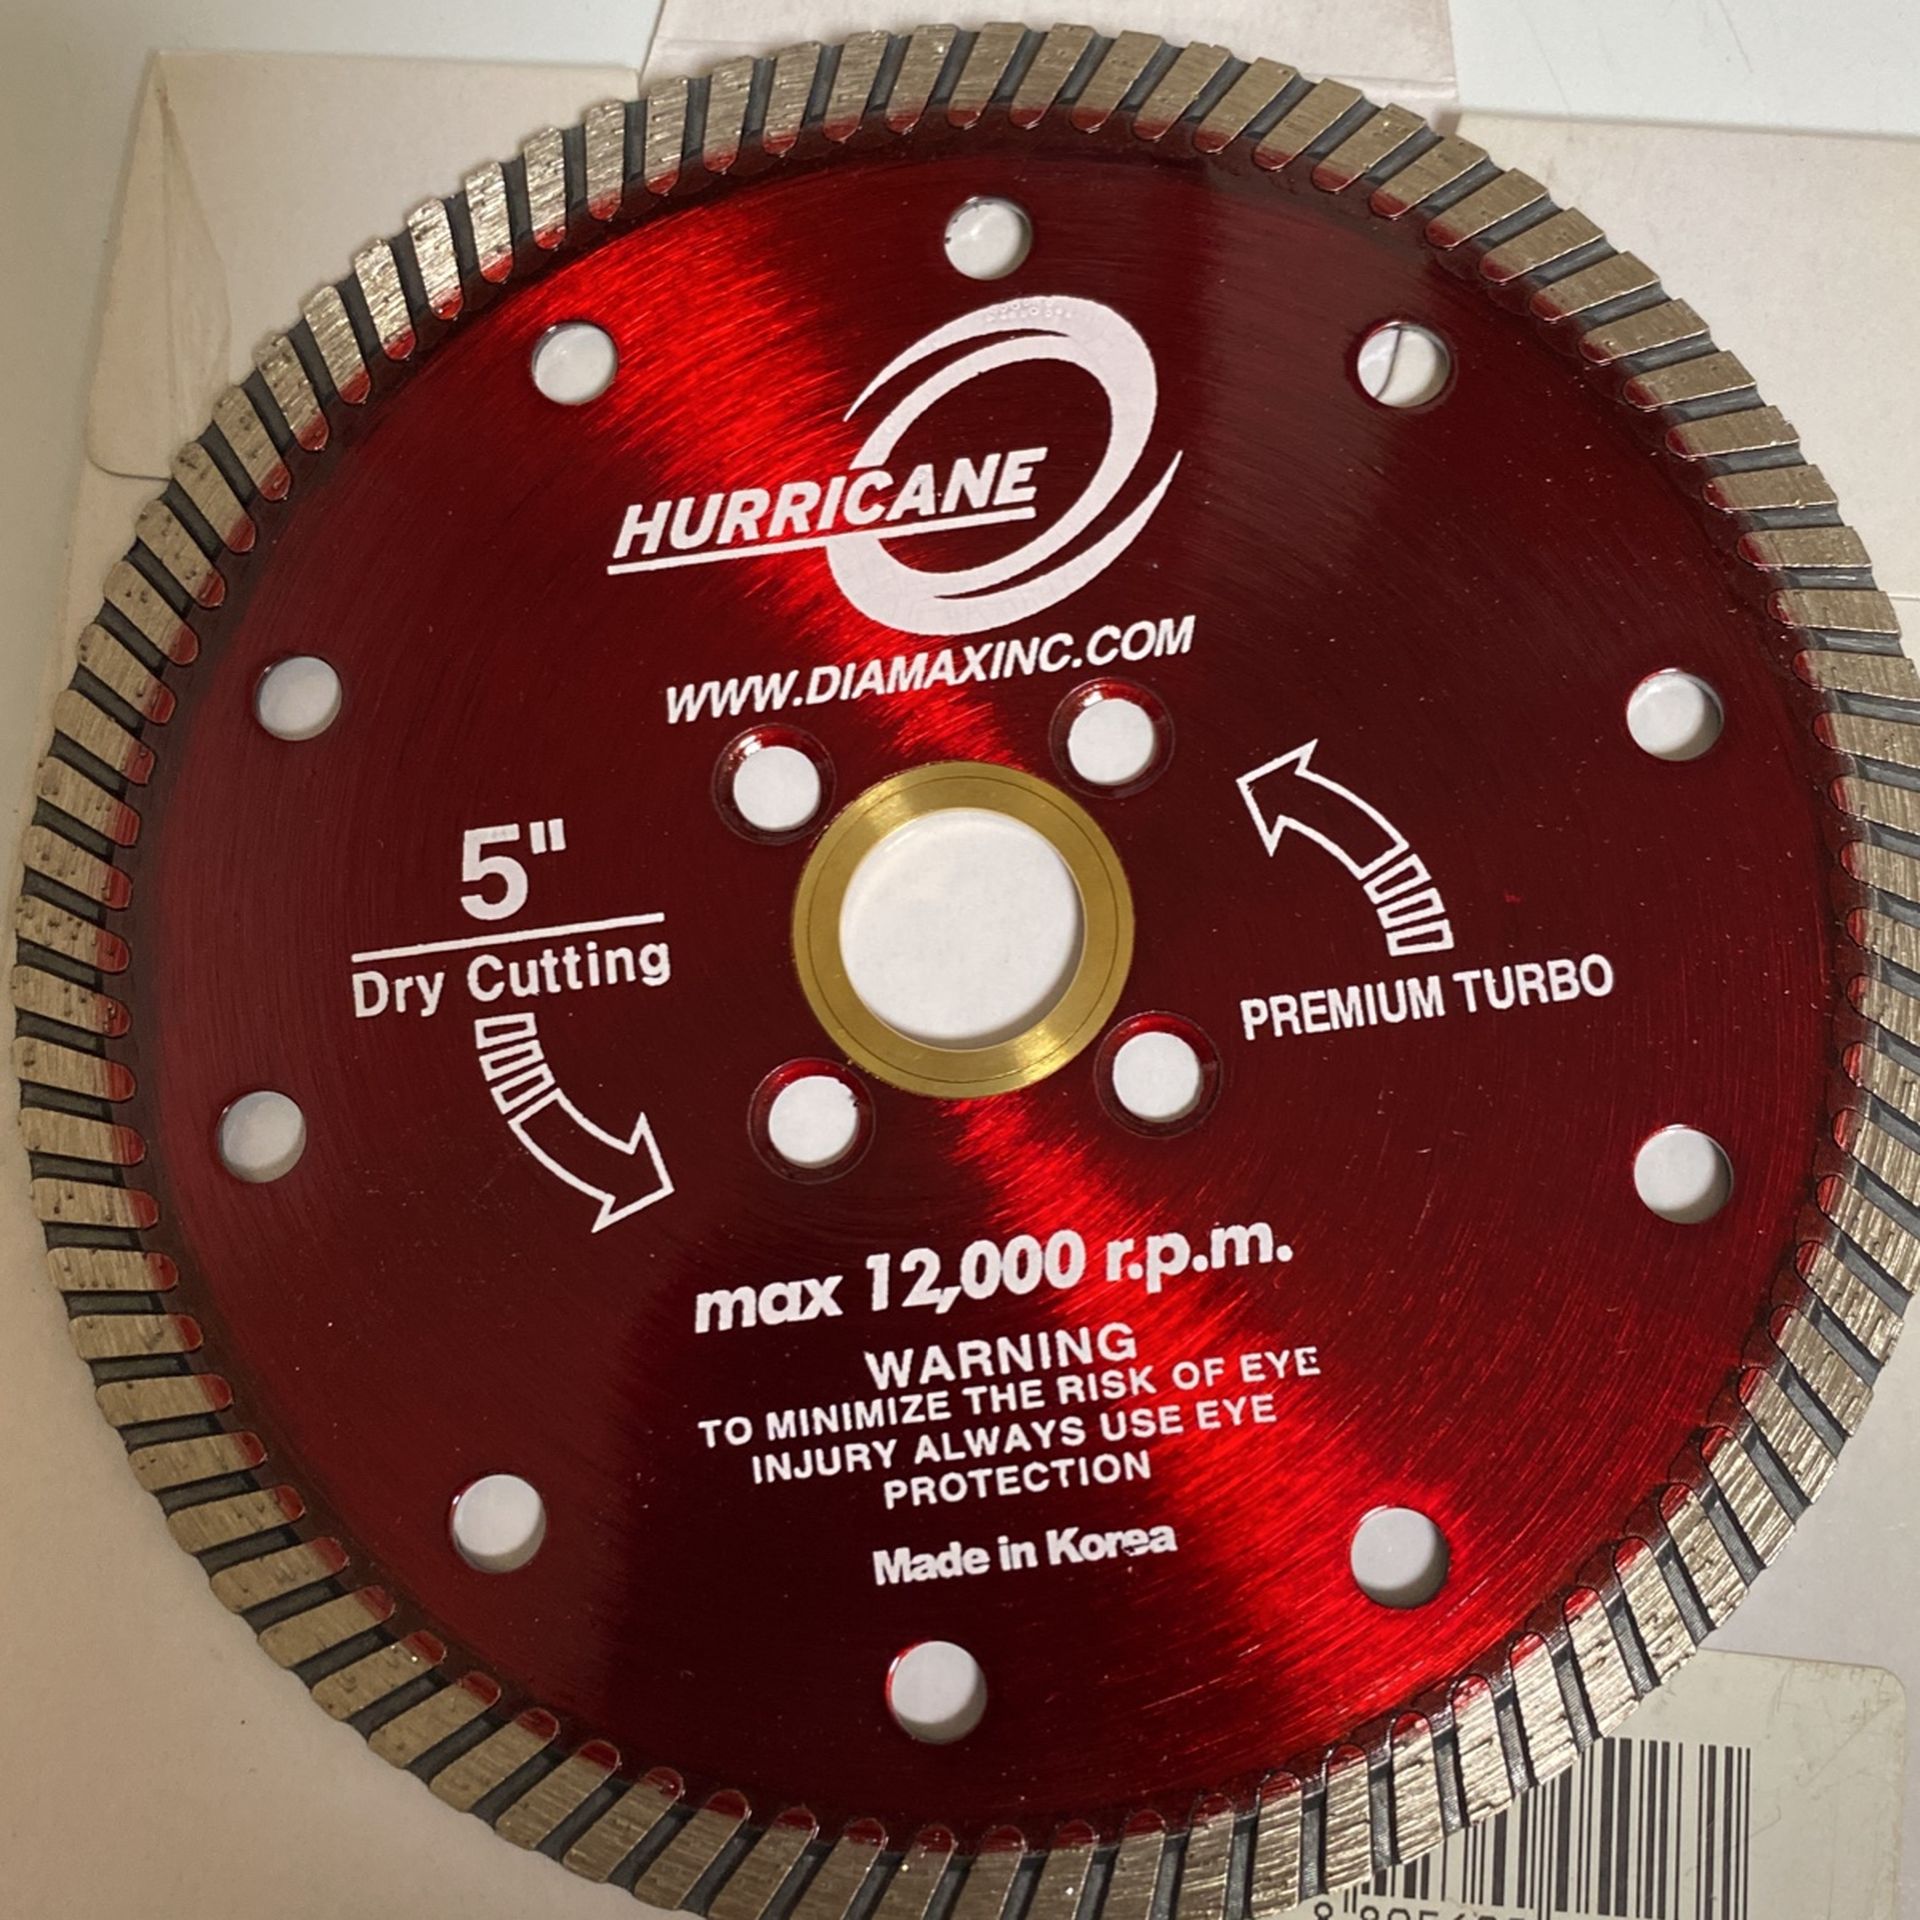 HURRICANE
WWW.DIAMAXINC.COM
5"
Dry Cutting
PREMIUM TURBO
max 12,000 r.p.m.
WARNING
TO MINIMIZE THE RISK OF EYE
INJURY ALWAYS USE EYE
PROTECTION
Made in Korea